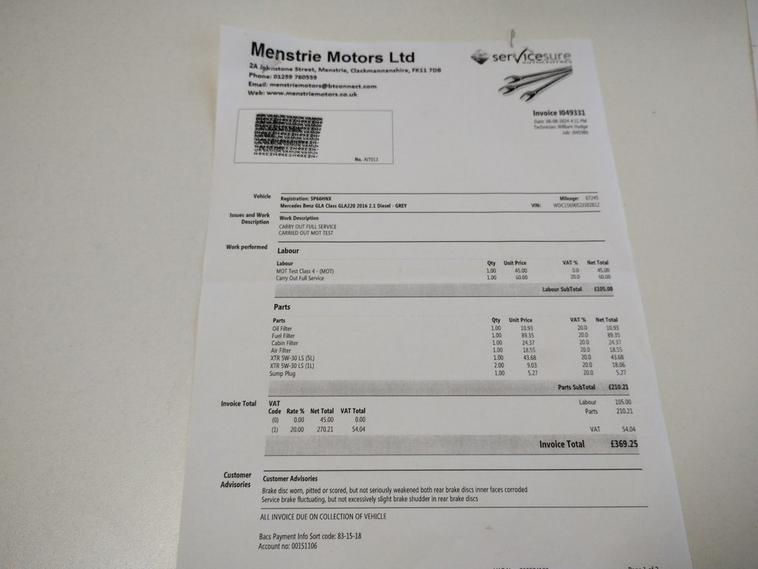 Menstrie Motors Ltd
2A Johnstone Street, Menstrie, Clackmannanshire, FK11 7DB
Phone: 01259 760559
Email: menstriemotors@btconnect.com
Web: www.menstriemotors.co.uk
servicesure
Invoice I049331
Technician: William
No. AIT013
Vehicle Registration: SP66HNX Mileage: 67245
Mercedes Benz GLA Class GLA220 2016 2.1 Diesel - GREY VIN:
Issues and Work Description Work Description
CARRY OUT FULL SERVICE
CARRIED OUT MOT TEST
Work performed Labour
Labour Qty Unit Price VAT % Net Total
MOT Test Class 4 - (MOT) 1.00 45.00 0.0 45.00
Carry Out Full Service 1.00 60.00 20.0 60.00
Labour SubTotal £105.00
Parts
Parts Qty Unit Price VAT % Net Total
Oil Filter 1.00 10.93 20.0 10.93
Fuel Filter 1.00 89.35 20.0 89.35
Cabin Filter 1.00 24.37 20.0 24.37
Air Filter 1.00 18.55 20.0 18.55
XTR 5W-30 LS (5L) 1.00 43.68 20.0 43.68
XTR 5W-30 LS (1L) 2.00 9.03 20.0 18.06
Sump Plug 1.00 5.27 20.0 5.27
Parts SubTotal £210.21
Invoice Total VAT Labour 105.00
Code Rate % Net Total VAT Total Parts 210.21
(0) 0.00 45.00 0.00
(1) 20.00 270.21 54.04 VAT 54.04
Invoice Total £369.25
Customer Advisories Customer Advisories
Brake disc worn, pitted or scored, but not seriously weakened both rear brake discs inner faces corroded
Service brake fluctuating, but not excessively slight brake shudder in rear brake discs
ALL INVOICE DUE ON COLLECTION OF VEHICLE
Bacs Payment Info Sort code: 83-15-18
Account no: 00151106